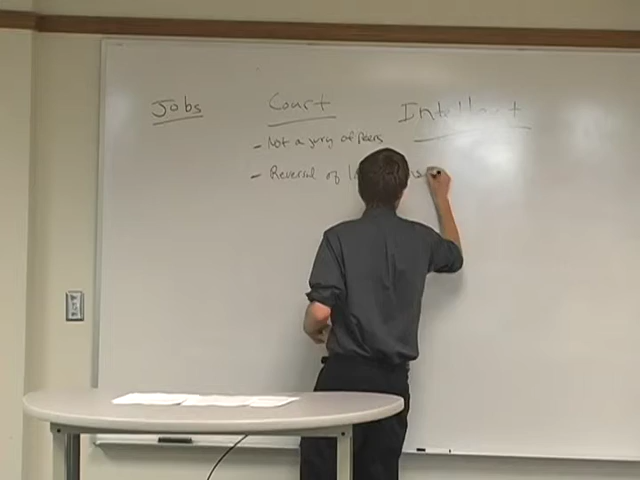 Jobs Court Intellect
- Not a jury of Peers
- Reversal of